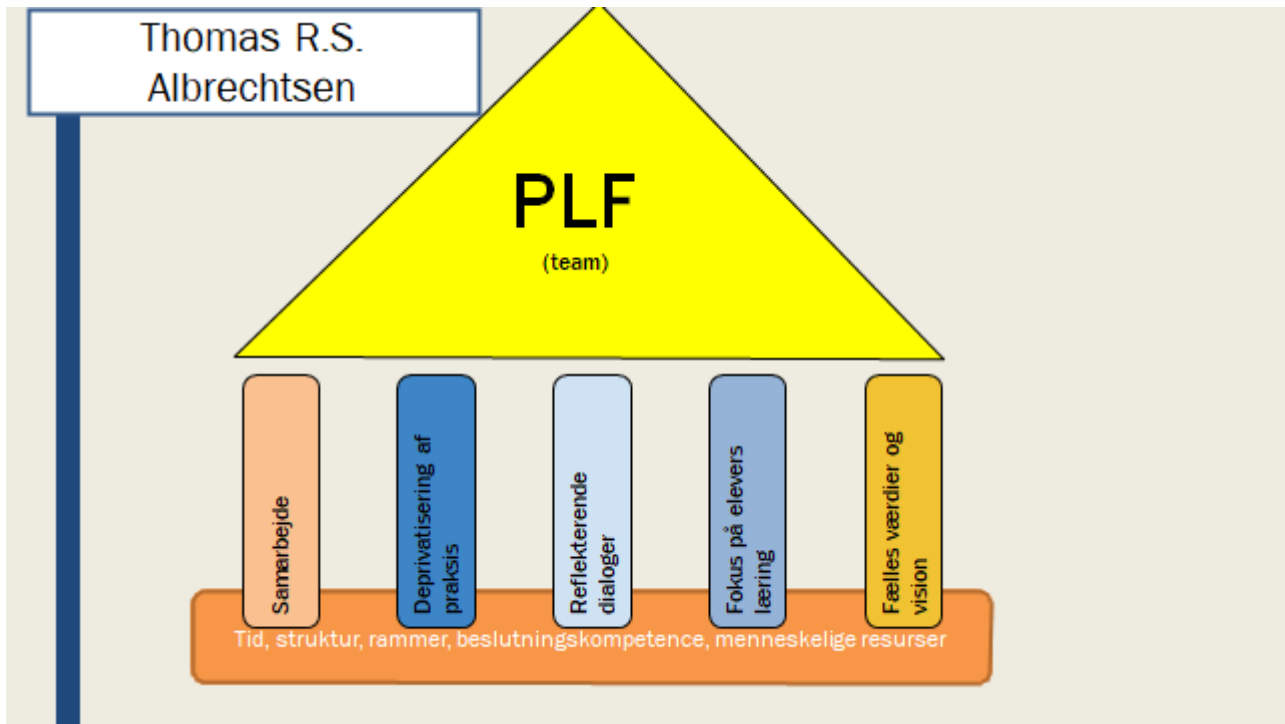 Thomas R.S.
Albrechtsen
PLF
(team)
Samarbejde
Deprivatisering af
praksis
Reflekterende
dialoger
Fokus på elevers
læring
Fælles værdier og
vision
Tid, struktur, rammer, beslutningskompetence, menneskelige resurser